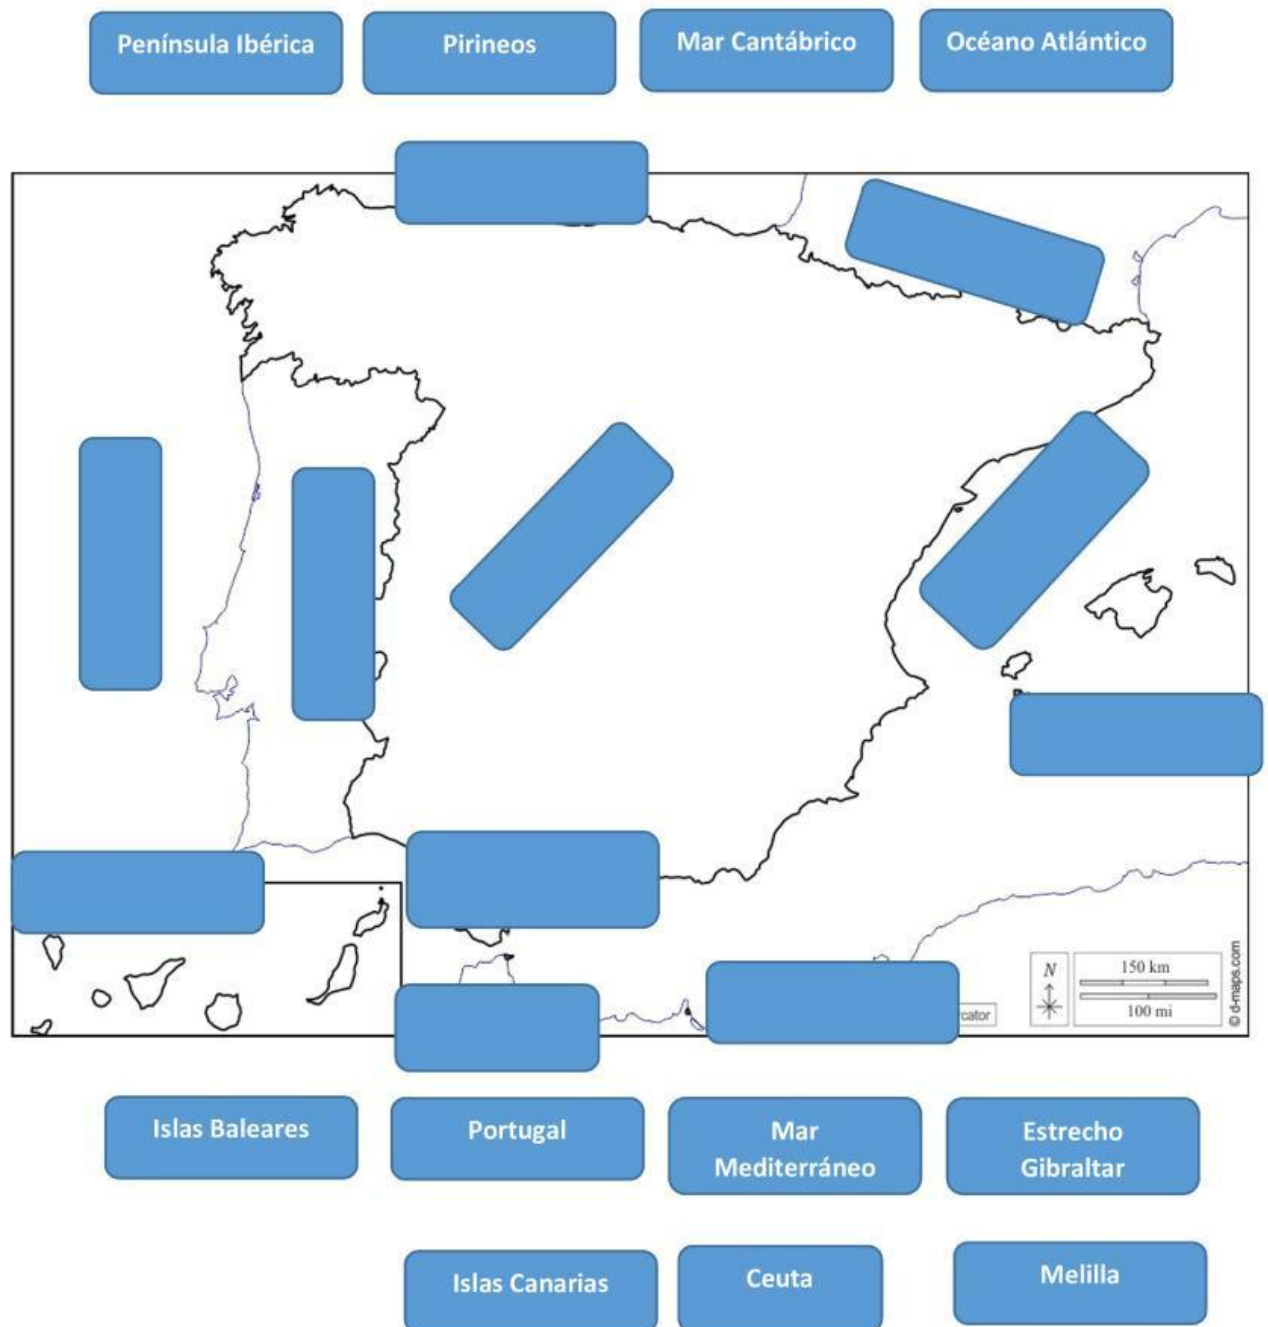 Península Ibérica
Pirineos
Mar Cantábrico
Océano Atlántico
N
150 km
100 mi
© d-maps.com
Islas Baleares
Portugal
Mar
Mediterráneo
Estrecho
Gibraltar
Islas Canarias
Ceuta
Melilla